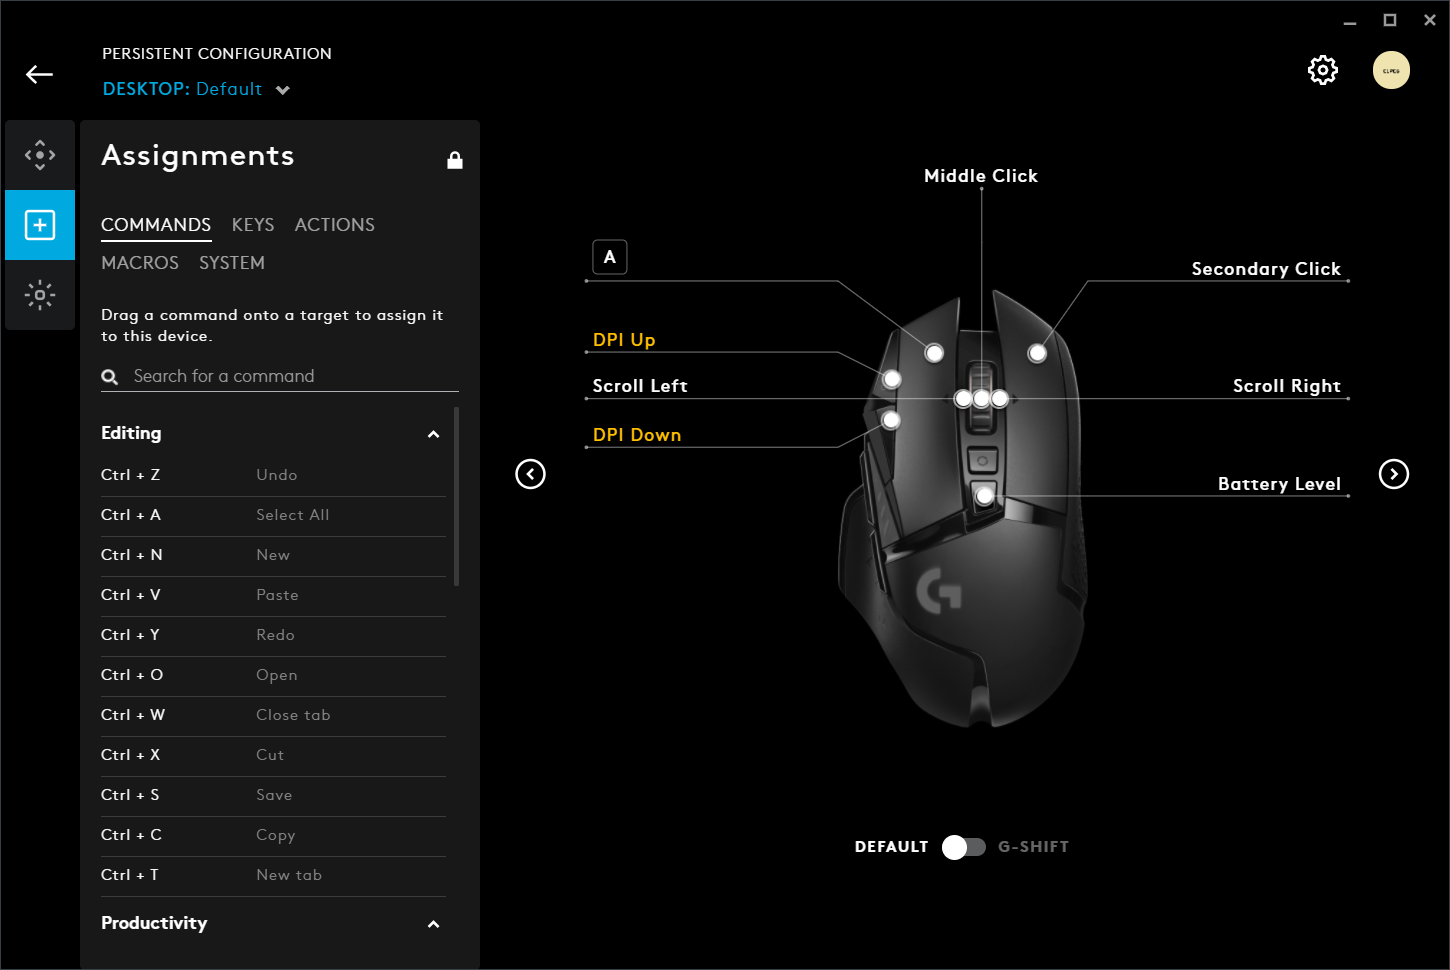 PERSISTENT CONFIGURATION
DESKTOP: Default
Assignments
COMMANDS KEYS ACTIONS
MACROS SYSTEM
Drag a command onto a target to assign it
to this device.
Search for a command
Editing
Ctrl + Z Undo
Ctrl + A Select All
Ctrl + N New
Ctrl + V Paste
Ctrl + Y Redo
Ctrl + O Open
Ctrl + W Close tab
Ctrl + X Cut
Ctrl + S Save
Ctrl + C Copy
Ctrl + T New tab
Productivity
Middle Click
A
Secondary Click
DPI Up
Scroll Left
Scroll Right
DPI Down
Battery Level
G
DEFAULT G-SHIFT